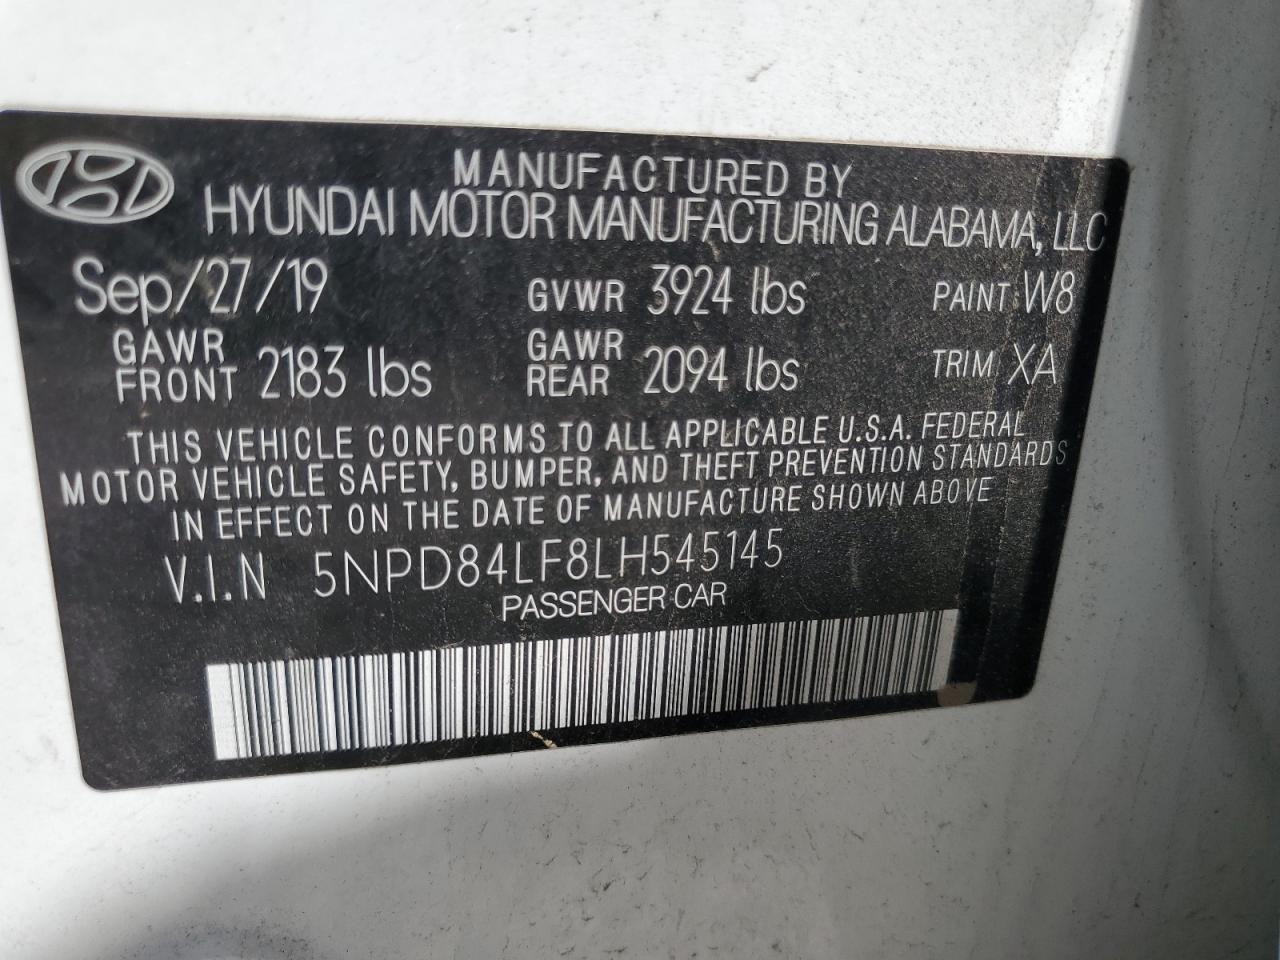 MANUFACTURED BY
HYUNDAI MOTOR MANUFACTURING ALABAMA, LLC
Sep/27/19 GVWR 3924 lbs PAINT W8
GAWR FRONT 2183 lbs GAWR REAR 2094 lbs TRIM XA
THIS VEHICLE CONFORMS TO ALL APPLICABLE U.S.A. FEDERAL
MOTOR VEHICLE SAFETY, BUMPER, AND THEFT PREVENTION STANDARDS
IN EFFECT ON THE DATE OF MANUFACTURE SHOWN ABOVE
V.I.N 5NPD84LF8LH545145
PASSENGER CAR